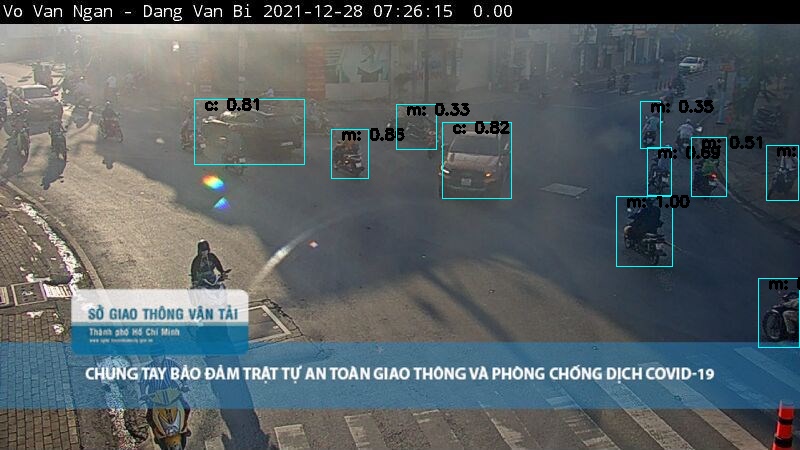 Vo Van Ngan - Dang Van Bi 2021-12-28 07:26:15 0.00
c: 0.81
m: 0.33
m: 0.35
m: 0.85
c: 0.82
m: 0.51
m: 0.69
m:
m: 1.00
m:
SỞ GIAO THÔNG VẬN TẢI
Thành phố Hồ Chí Minh
CHUNG TAY BẢO ĐẢM TRẬT TỰ AN TOÀN GIAO THÔNG VÀ PHÒNG CHỐNG DỊCH COVID-19